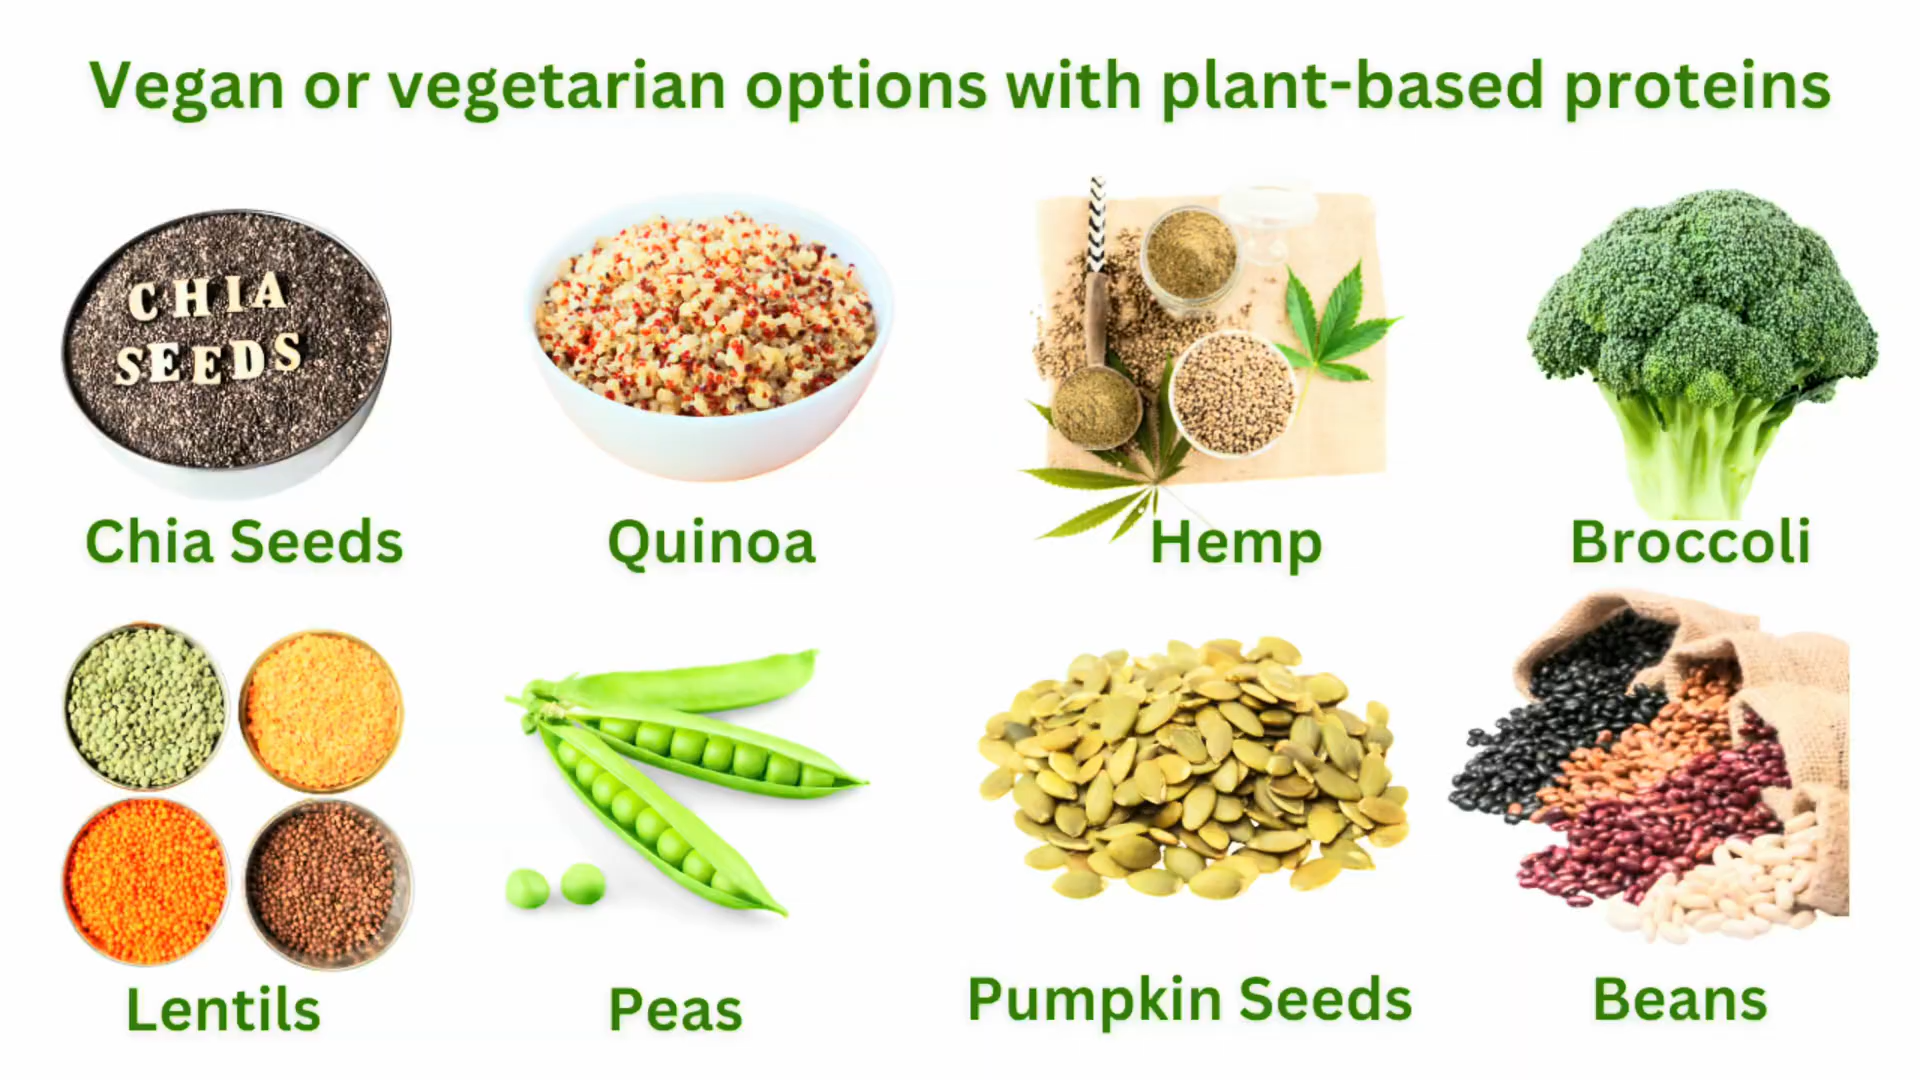 Vegan or vegetarian options with plant-based proteins
CHIA
SEEDS
Chia Seeds
Quinoa
Hemp
Broccoli
Lentils
Peas
Pumpkin Seeds
Beans